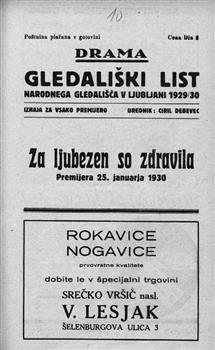 10
Poštnina plačana v gotovini Cena Din 2
DRAMA
GLEDALIŠKI LIST
NARODNEGA GLEDALIŠČA V LJUBLJANI 1929/30
IZHAJA ZA VSAKO PREMIJERO UREDNIK: CIRIL DEBEVEC
Za ljubezen so zdravila
Premijera 25. januarja 1930
ROKAVICE
NOGAVICE
prvovrstne kvalitete
dobite le v špecijalni trgovini
SREČKO VRŠIČ nasl.
V. LESJAK
ŠELENBURGOVA ULICA 3